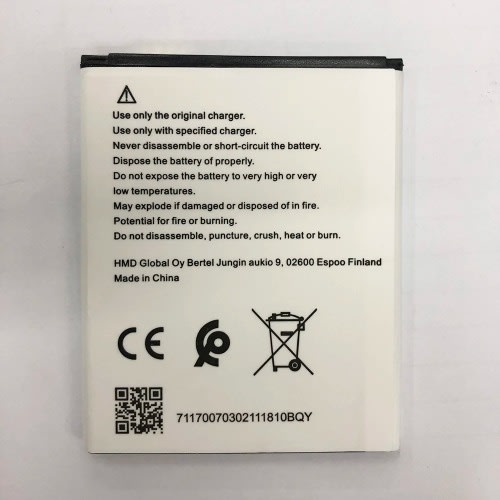 Use only the original charger.
Use only with specified charger.
Never disassemble or short-circuit the battery.
Dispose the battery of properly.
Do not expose the battery to very high or very
low temperatures.
May explode if damaged or disposed of in fire.
Potential for fire or burning.
Do not disassemble, puncture, crush, heat or burn.
HMD Global Oy Bertel Jungin aukio 9, 02600 Espoo Finland
Made in China
CE
71170070302111810BQY